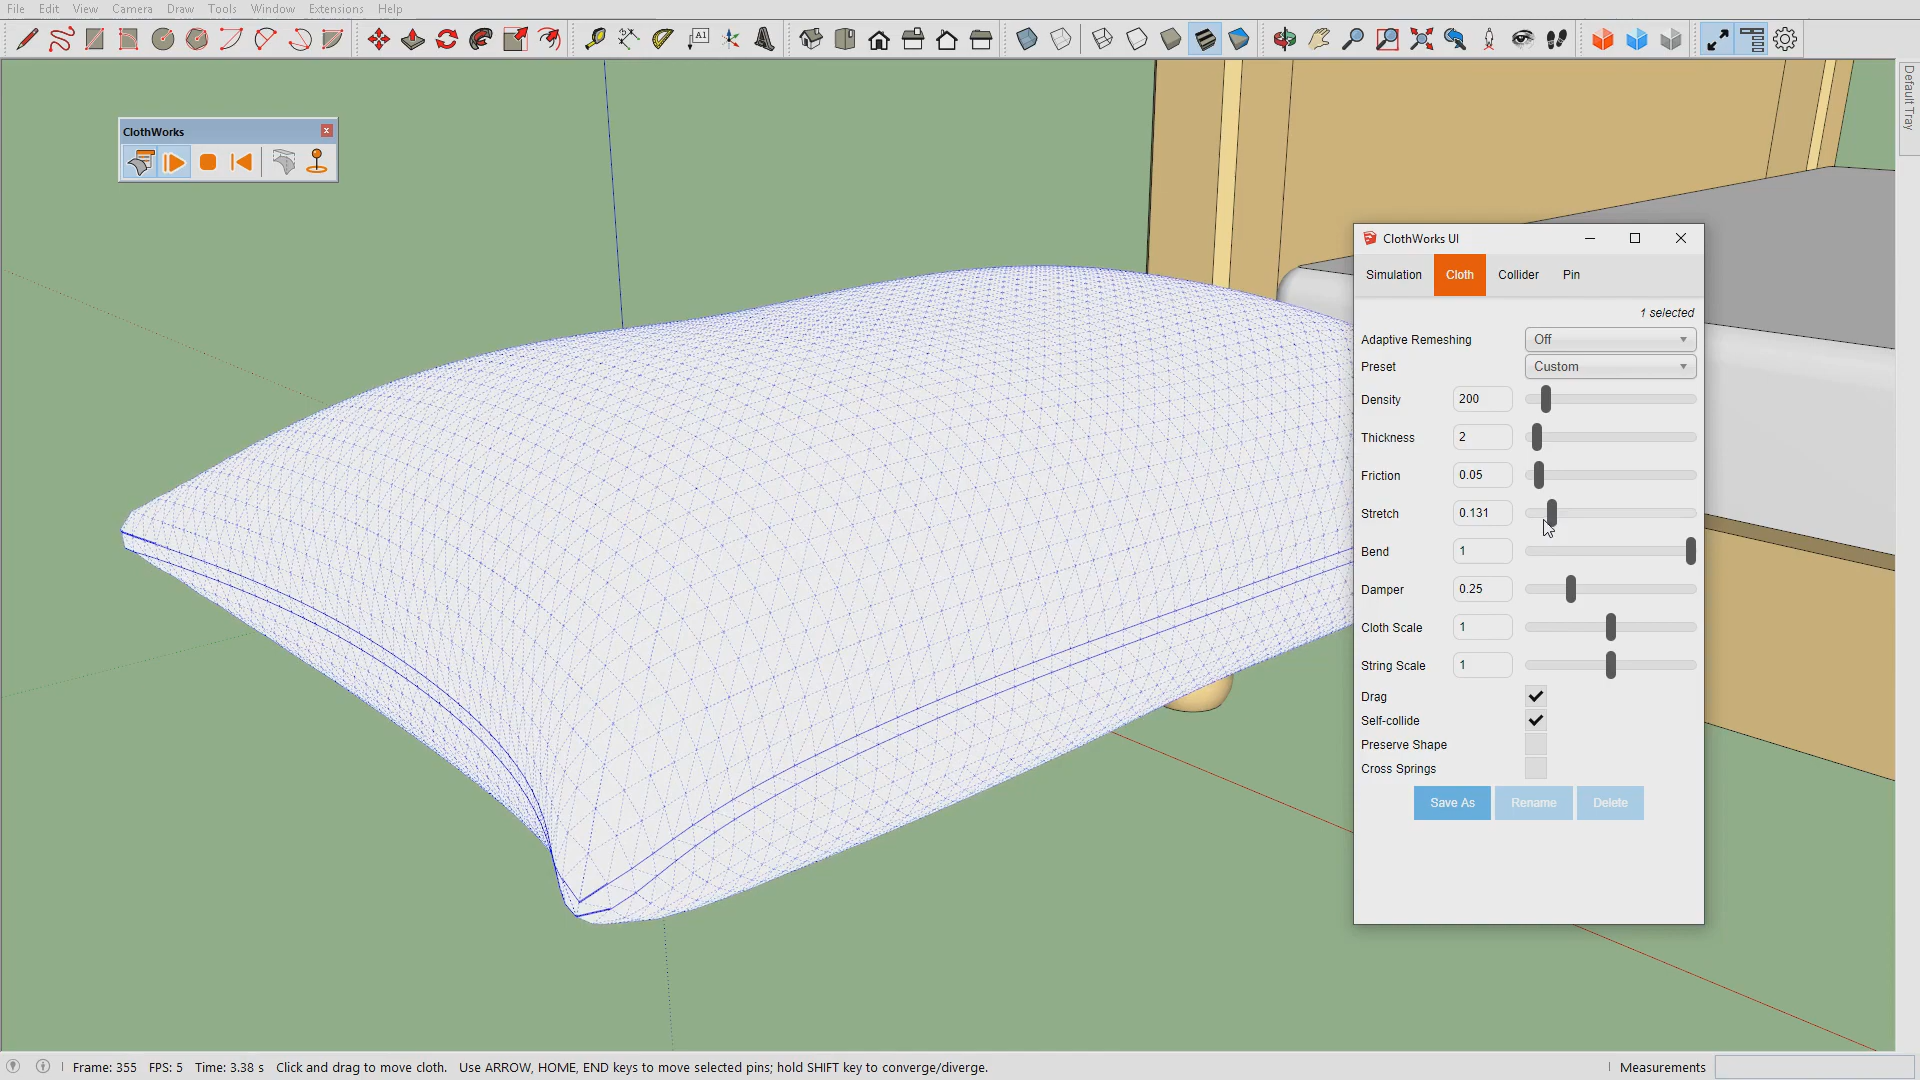 File Edit View Camera Draw Tools Window Extensions Help
A1
Default Tray
ClothWorks
ClothWorks UI
Simulation Cloth Collider Pin
1 selected
Adaptive Remeshing Off
Preset Custom
Density 200
Thickness 2
Friction 0.05
Stretch 0.131
Bend 1
Damper 0.25
Cloth Scale 1
String Scale 1
Drag
Self-collide
Preserve Shape
Cross Springs
Save As Rename Delete
Frame: 355 FPS: 5 Time: 3.38 s Click and drag to move cloth. Use ARROW, HOME, END keys to move selected pins; hold SHIFT key to converge/diverge. Measurements